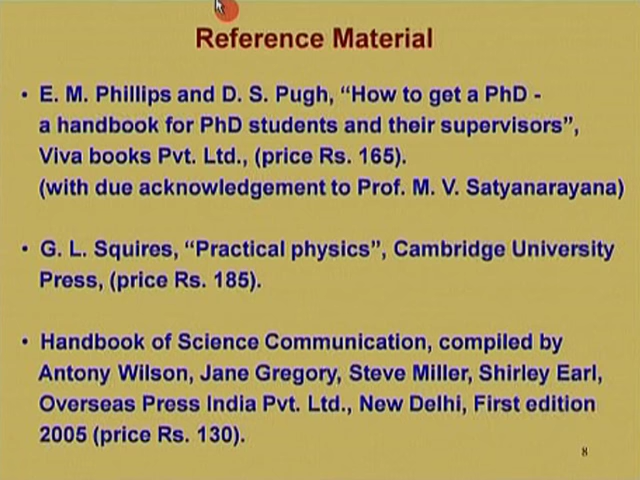 Reference Material
• E. M. Phillips and D. S. Pugh, “How to get a PhD -
a handbook for PhD students and their supervisors”,
Viva books Pvt. Ltd., (price Rs. 165).
(with due acknowledgement to Prof. M. V. Satyanarayana)
• G. L. Squires, “Practical physics”, Cambridge University
Press, (price Rs. 185).
• Handbook of Science Communication, compiled by
Antony Wilson, Jane Gregory, Steve Miller, Shirley Earl,
Overseas Press India Pvt. Ltd., New Delhi, First edition
2005 (price Rs. 130).
8